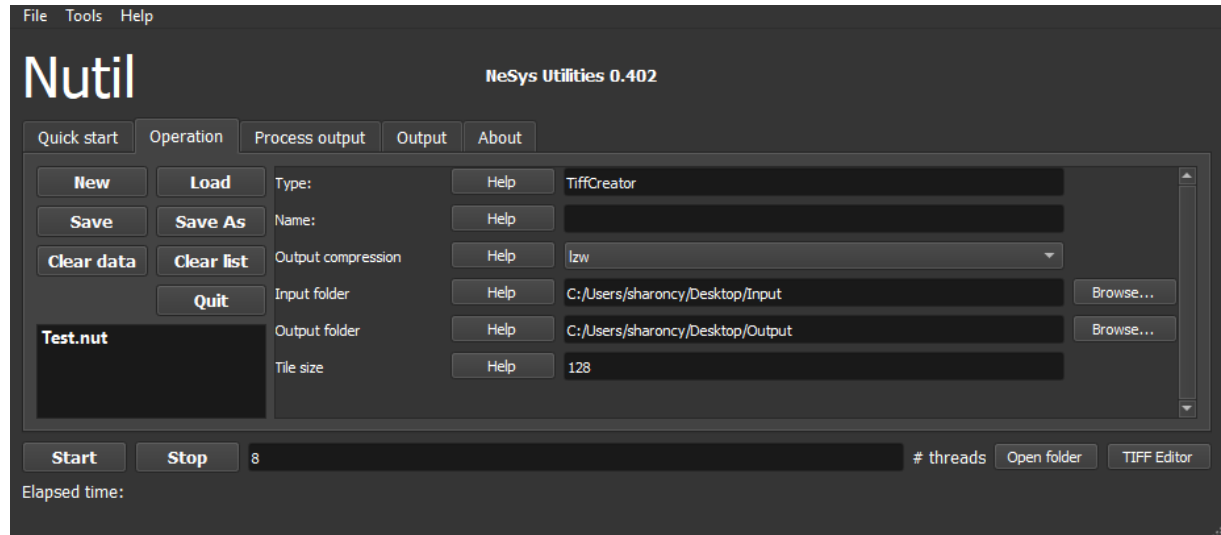 File Tools Help
Nutil
NeSys Utilities 0.402
Quick start Operation Process output Output About
New Load Type: Help TiffCreator
Save Save As Name: Help
Clear data Clear list Output compression Help lzw
Quit Input folder Help C:/Users/sharoncy/Desktop/Input Browse...
Test.nut Output folder Help C:/Users/sharoncy/Desktop/Output Browse...
Tile size Help 128
Start Stop 8 # threads Open folder TIFF Editor
Elapsed time: